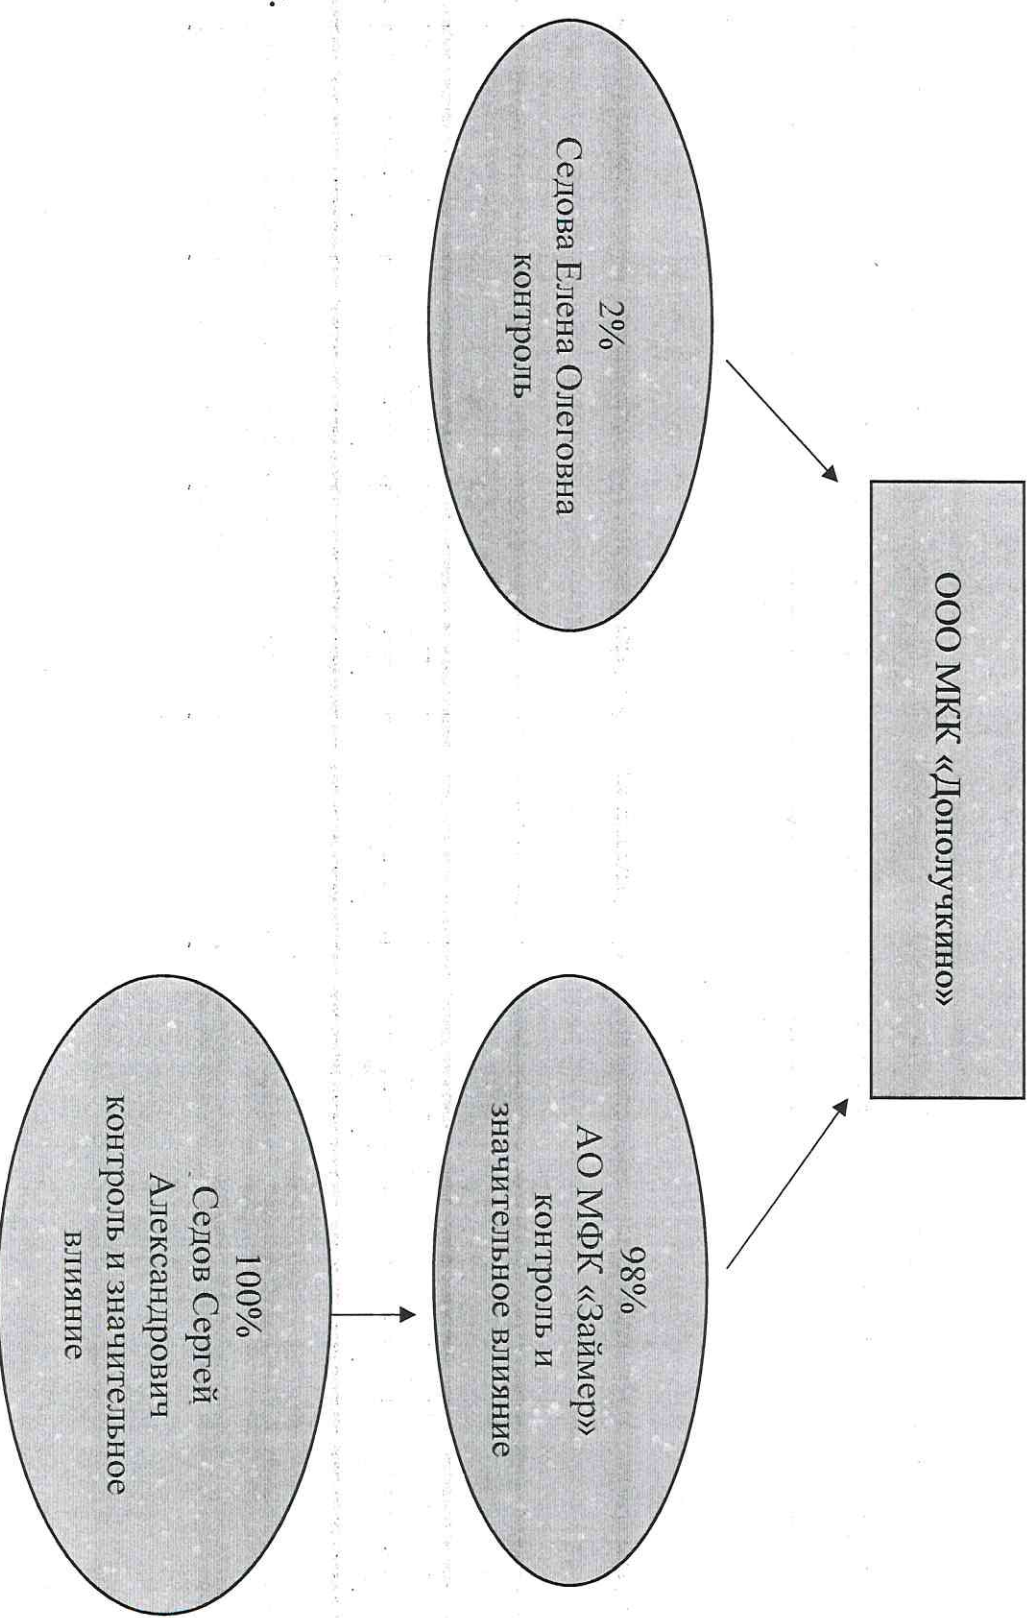 ООО МКК «Дополучкино»
2%
Седова Елена Олеговна
контроль
98%
АО МФК «Займер»
контроль и
значительное влияние
100%
Седов Сергей
Александрович
контроль и значительное
влияние